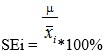 μ
SEi = x̄ᵢ *100%